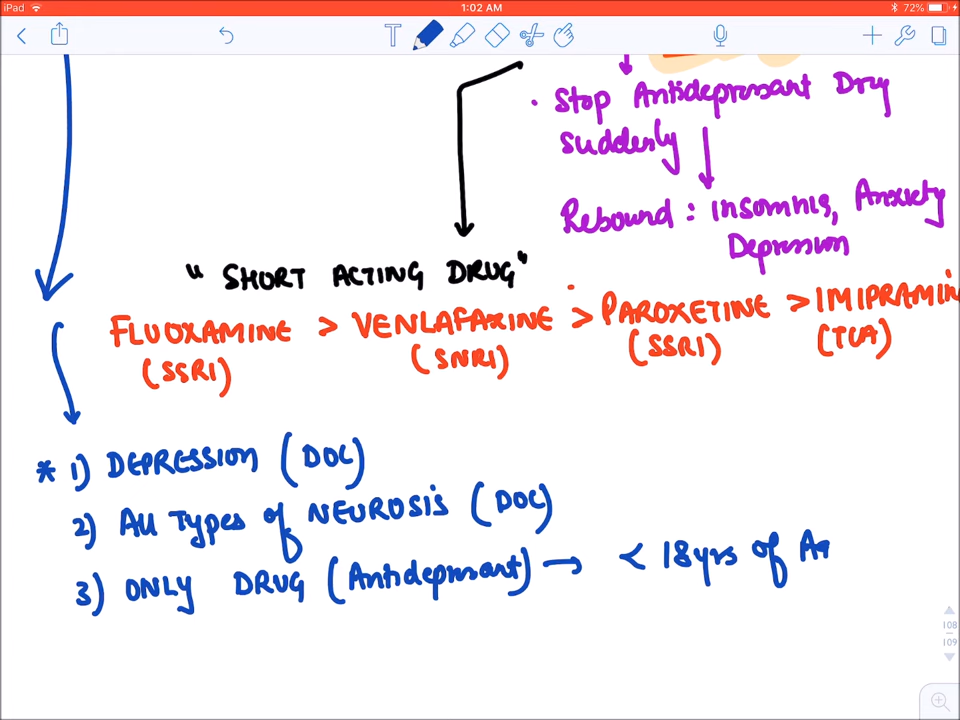 iPad
1:02 AM
72%
T
• Stop Antidepressant Drug
suddenly
Rebound : Insomnia, Anxiety
Depression
" SHORT ACTING DRUG"
FLUOXAMINE > VENLAFAXINE > PAROXETINE > IMIPRAMIN
(SSRI) (SNRI) (SSRI) (TCA)
* 1) DEPRESSION (DOC)
2) All Types of NEUROSIS (DOC)
3) ONLY DRUG (Antidepressant) → < 18yrs of Ag
108
109